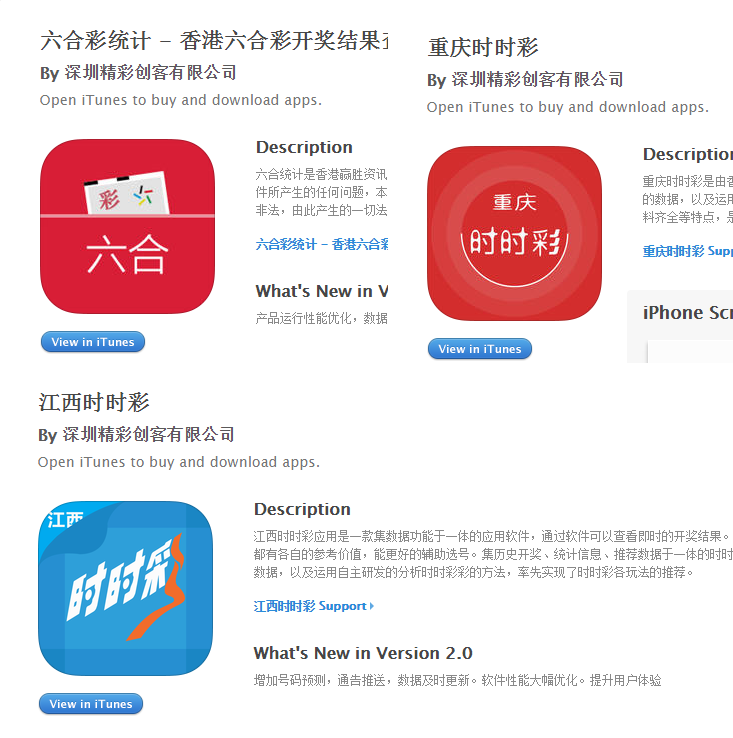 六合彩统计 – 香港六合彩开奖结果
By 深圳精彩创客有限公司
Open iTunes to buy and download apps.
彩
六合
View in iTunes
Description
六合统计是香港赢胜资讯
件所产生的任何问题，本
非法，由此产生的一切法
六合彩统计 – 香港六合彩
What's New in V
产品运行性能优化，数据
重庆时时彩
By 深圳精彩创客有限公司
Open iTunes to buy and download apps.
重庆
时时彩
View in iTunes
Description
重庆时时彩是由香
的数据，以及运用
料齐全等特点，是
重庆时时彩 Supp
iPhone Scr
江西时时彩
By 深圳精彩创客有限公司
Open iTunes to buy and download apps.
江西
时时彩
View in iTunes
Description
江西时时彩应用是一款集数据功能于一体的应用软件，通过软件可以查看即时的开奖结果。
都有各自的参考价值，能更好的辅助选号。集历史开奖、统计信息、推荐数据于一体的时时
数据，以及运用自主研发的分析时时彩彩的方法，率先实现了时时彩各玩法的推荐。
江西时时彩 Support
What's New in Version 2.0
增加号码预测，通告推送，数据及时更新。软件性能大幅优化。提升用户体验